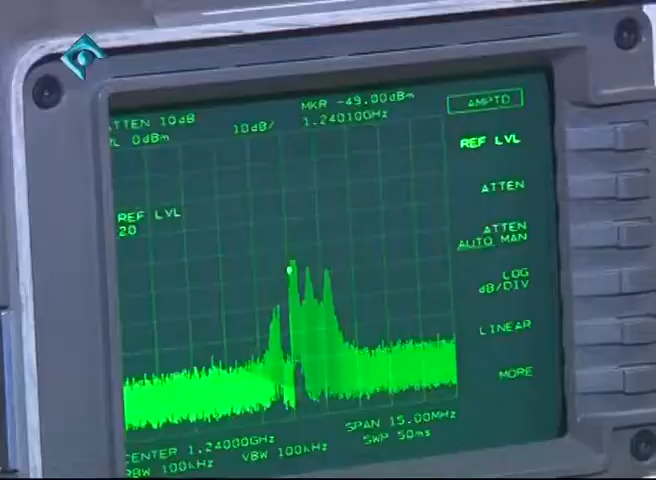 ATTEN 10dB
RL 0dBm
10dB/
MKR -49.00dBm
1.24010GHz
AMPTD
REF LVL
REF LVL
20
ATTEN
ATTEN
AUTO MAN
LOG
dB/DIV
LINEAR
MORE
CENTER 1.24000GHz
SPAN 15.00MHz
RBW 100kHz
VBW 100kHz
SWP 50ms